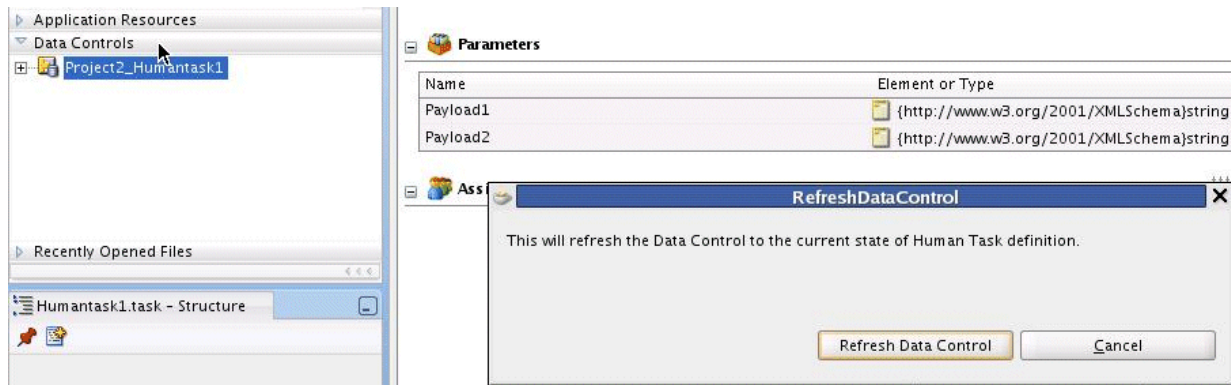 Application Resources
Data Controls
Project2_Humantask1
Recently Opened Files
Humantask1.task - Structure
Parameters
Name Element or Type
Payload1 {http://www.w3.org/2001/XMLSchema}string
Payload2 {http://www.w3.org/2001/XMLSchema}string
Assi
RefreshDataControl
This will refresh the Data Control to the current state of Human Task definition.
Refresh Data Control Cancel